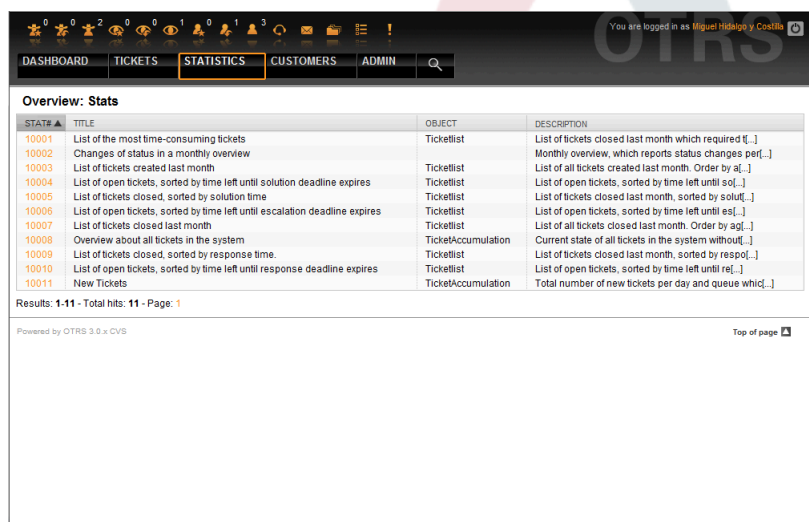 0 0 2 0 0 1 0 1 3
You are logged in as Miguel Hidalgo y Costilla
OTRS
DASHBOARD TICKETS STATISTICS CUSTOMERS ADMIN
Overview: Stats
STAT# TITLE OBJECT DESCRIPTION
10001 List of the most time-consuming tickets Ticketlist List of tickets closed last month which required t[...]
10002 Changes of status in a monthly overview Monthly overview, which reports status changes per[...]
10003 List of tickets created last month Ticketlist List of all tickets created last month. Order by a[...]
10004 List of open tickets, sorted by time left until solution deadline expires Ticketlist List of open tickets, sorted by time left until so[...]
10005 List of tickets closed, sorted by solution time Ticketlist List of tickets closed last month, sorted by solut[...]
10006 List of open tickets, sorted by time left until escalation deadline expires Ticketlist List of open tickets, sorted by time left until es[...]
10007 List of tickets closed last month Ticketlist List of all tickets closed last month. Order by ag[...]
10008 Overview about all tickets in the system TicketAccumulation Current state of all tickets in the system without[...]
10009 List of tickets closed, sorted by response time. Ticketlist List of tickets closed last month, sorted by respo[...]
10010 List of open tickets, sorted by time left until response deadline expires Ticketlist List of open tickets, sorted by time left until re[...]
10011 New Tickets TicketAccumulation Total number of new tickets per day and queue whic[...]
Results: 1-11 - Total hits: 11 - Page: 1
Powered by OTRS 3.0.x CVS Top of page